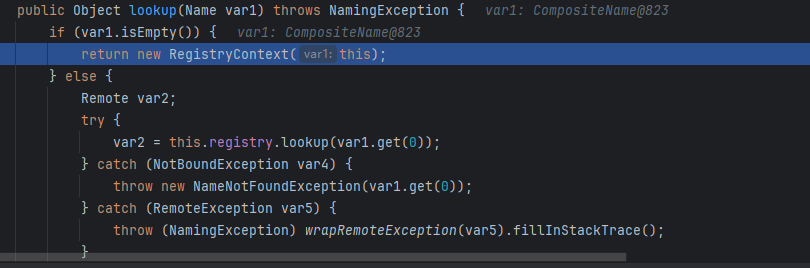 public Object lookup(Name var1) throws NamingException {   var1: CompositeName@823
    if (var1.isEmpty()) {   var1: CompositeName@823
        return new RegistryContext( var1: this);
    } else {
        Remote var2;
        try {
            var2 = this.registry.lookup(var1.get(0));
        } catch (NotBoundException var4) {
            throw new NameNotFoundException(var1.get(0));
        } catch (RemoteException var5) {
            throw (NamingException) wrapRemoteException(var5).fillInStackTrace();
        }